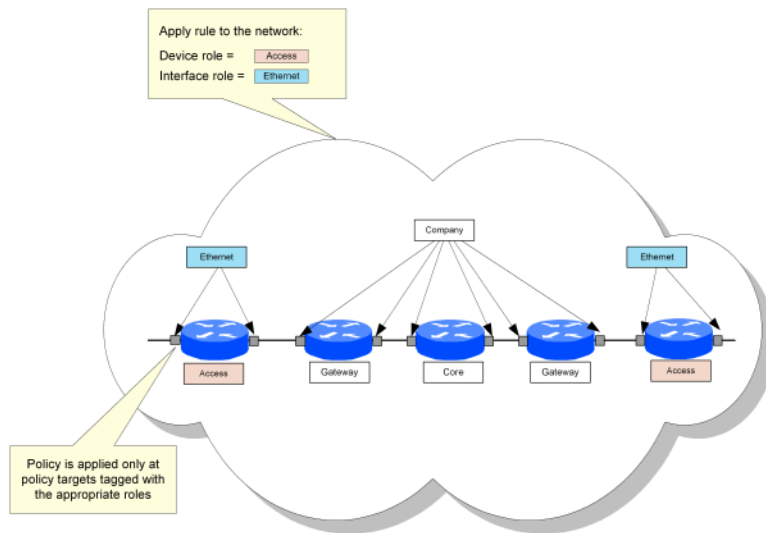 Apply rule to the network:
Device role = Access
Interface role = Ethernet
Company
Ethernet
Ethernet
Access
Gateway
Core
Gateway
Access
Policy is applied only at
policy targets tagged with
the appropriate roles